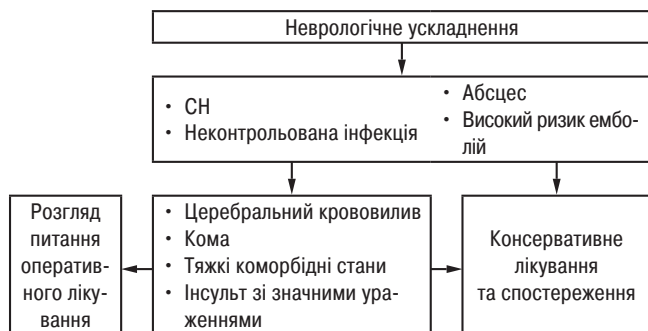 Неврологічне ускладнення
• СН
• Неконтрольована інфекція
• Абсцес
• Високий ризик ембо-
лій
Розгляд
питання
оператив-
ного ліку-
вання
• Церебральний крововилив
• Кома
• Тяжкі коморбідні стани
• Інсульт зі значними ура-
женнями
Консервативне
лікування
та спостереження